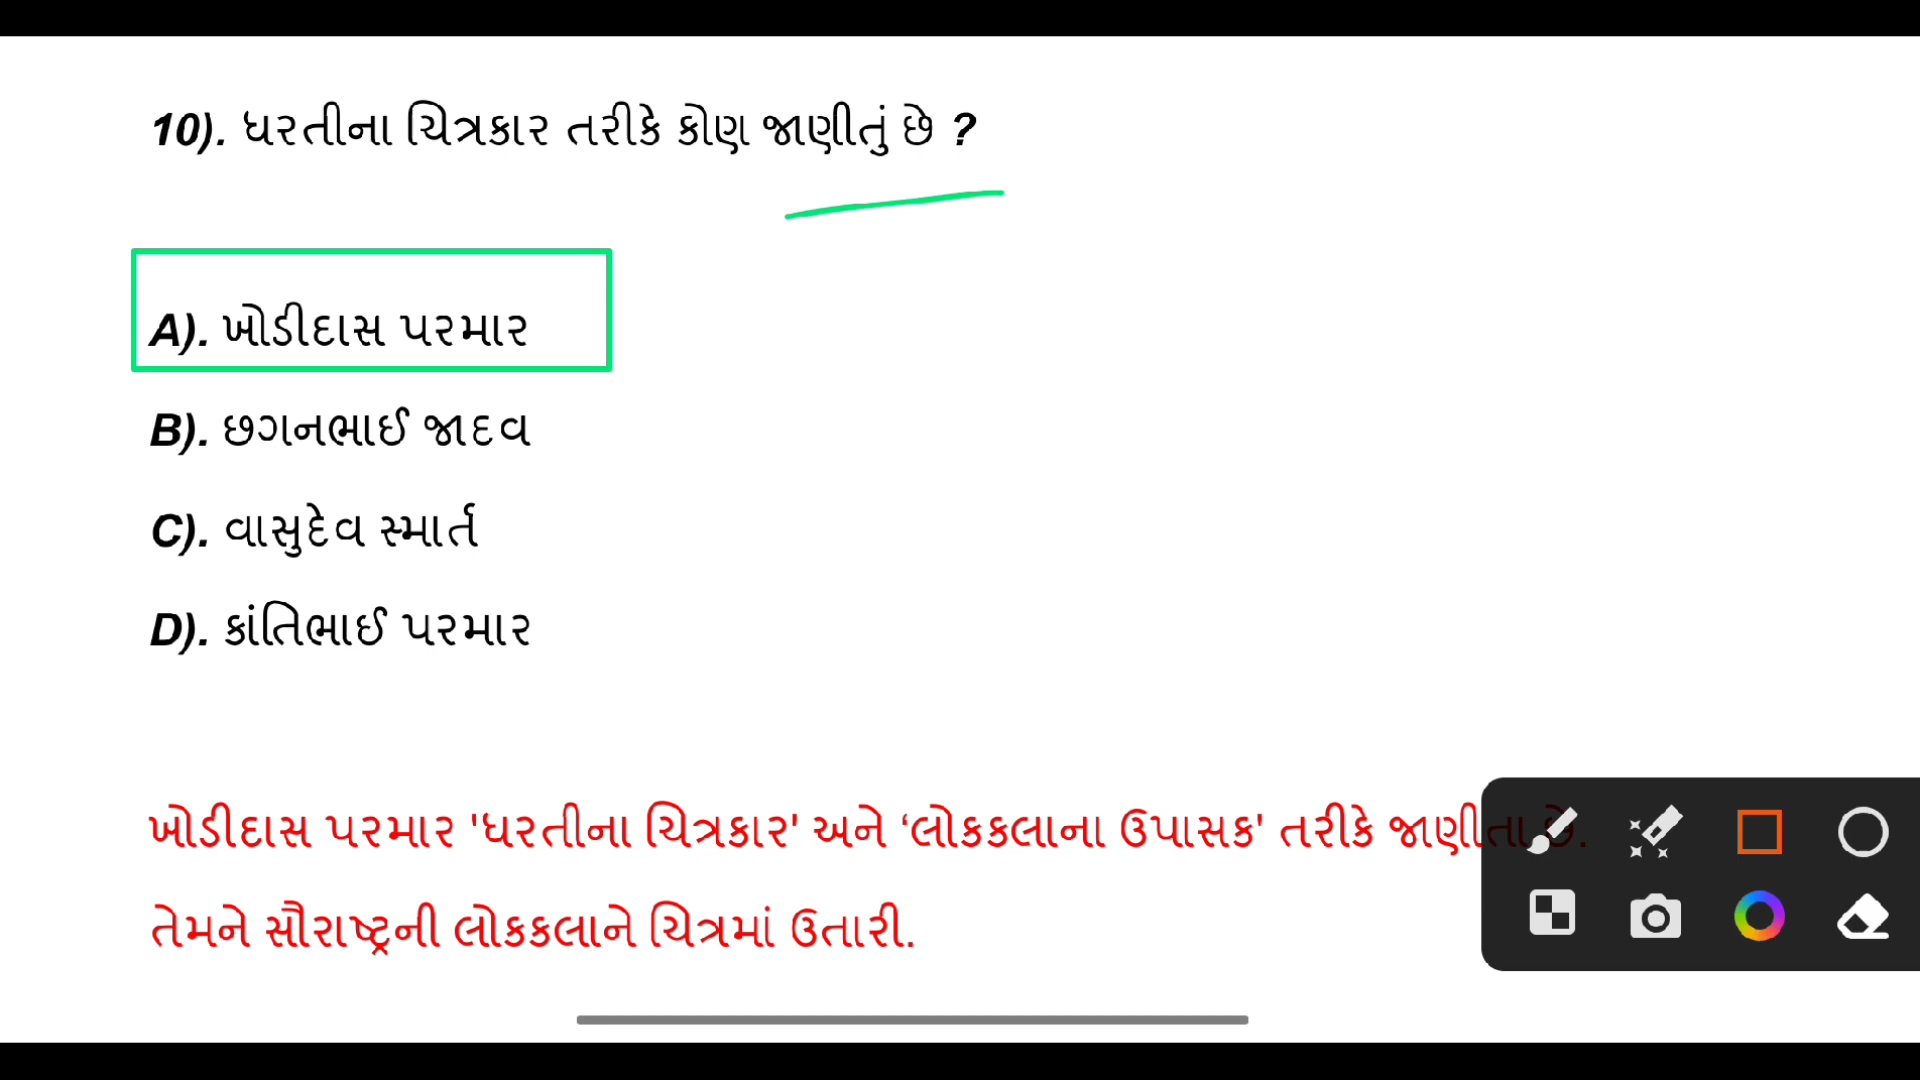 10). ધરતીના ચિત્રકાર તરીકે કોણ જાણીતું છે ?
A). ખોડીદાસ પરમાર
B). છગનભાઈ જાદવ
C). વાસુદેવ સ્માર્ત
D). કાંતિભાઈ પરમાર
ખોડીદાસ પરમાર 'ધરતીના ચિત્રકાર' અને ‘લોકકલાના ઉપાસક' તરીકે જાણીતા છે.
તેમને સૌરાષ્ટ્રની લોકકલાને ચિત્રમાં ઉતારી.